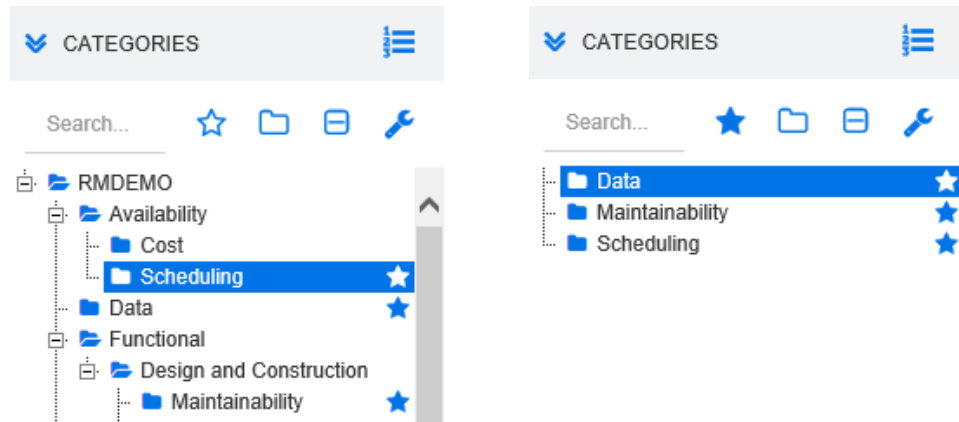 CATEGORIES
Search...
RMDEMO
Availability
Cost
Scheduling
Data
Functional
Design and Construction
Maintainability
CATEGORIES
Search...
Data
Maintainability
Scheduling